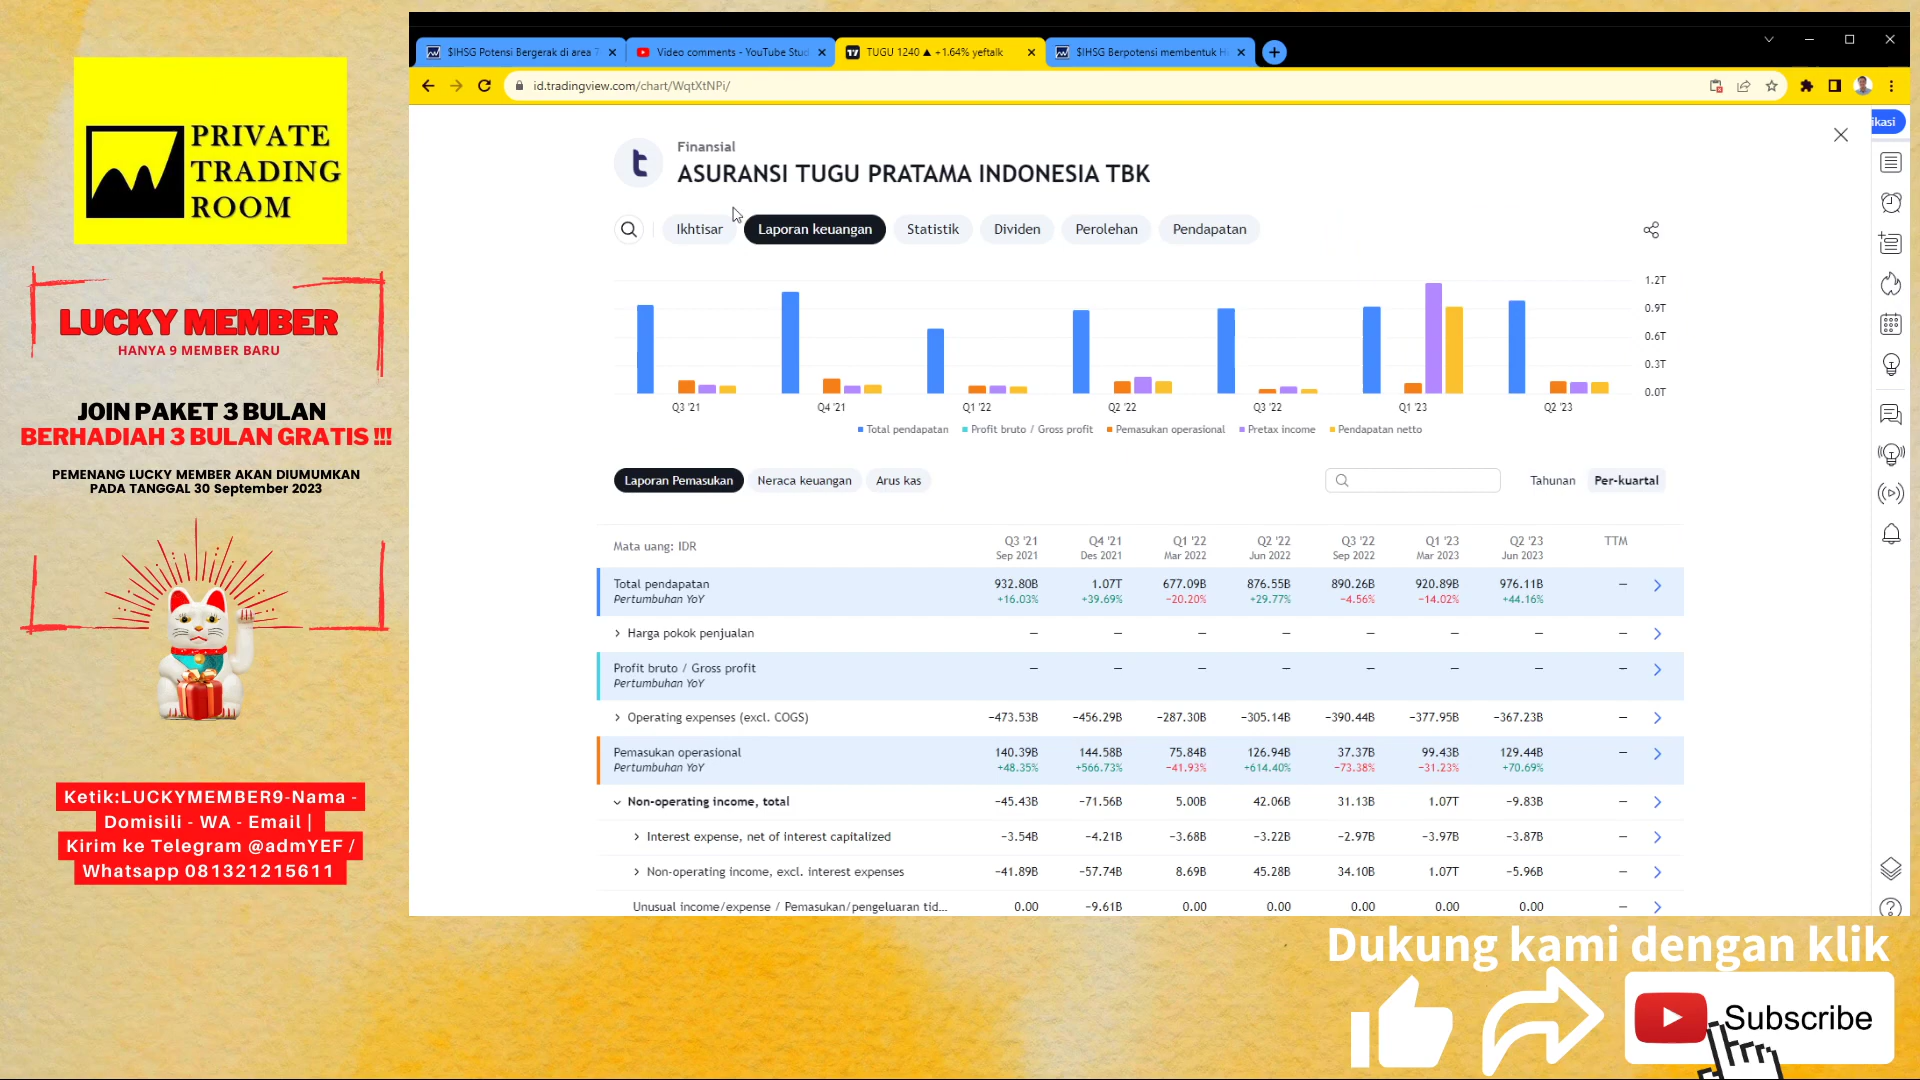 PRIVATE
TRADING
ROOM
LUCKY MEMBER
HANYA 9 MEMBER BARU
JOIN PAKET 3 BULAN
BERHADIAH 3 BULAN GRATIS !!!
PEMENANG LUCKY MEMBER AKAN DIUMUMKAN
PADA TANGGAL 30 September 2023
Ketik:LUCKYMEMBER9-Nama -
Domisili - WA - Email |
Kirim ke Telegram @admYEF /
Whatsapp 081321215611
$IHSG Potensi Bergerak di area 7
Video comments - YouTube Stud
TUGU 1240 ▲ +1.64% yeftalk
$IHSG Berpotensi membentuk H
id.tradingview.com/chart/WqtXtNPi/
ikasi
Finansial
ASURANSI TUGU PRATAMA INDONESIA TBK
Ikhtisar Laporan keuangan Statistik Dividen Perolehan Pendapatan
1.2T
0.9T
0.6T
0.3T
0.0T
Q3 '21 Q4 '21 Q1 '22 Q2 '22 Q3 '22 Q1 '23 Q2 '23
Total pendapatan Profit bruto / Gross profit Pemasukan operasional Pretax income Pendapatan netto
Laporan Pemasukan Neraca keuangan Arus kas Tahunan Per-kuartal
Mata uang: IDR
Q3 '21 Q4 '21 Q1 '22 Q2 '22 Q3 '22 Q1 '23 Q2 '23 TTM
Sep 2021 Des 2021 Mar 2022 Jun 2022 Sep 2022 Mar 2023 Jun 2023
Total pendapatan 932.80B 1.07T 677.09B 876.55B 890.26B 920.89B 976.11B —
Pertumbuhan YoY +16.03% +39.69% −20.20% +29.77% −4.56% −14.02% +44.16%
Harga pokok penjualan — — — — — — — —
Profit bruto / Gross profit — — — — — — — —
Pertumbuhan YoY
Operating expenses (excl. COGS) −473.53B −456.29B −287.30B −305.14B −390.44B −377.95B −367.23B —
Pemasukan operasional 140.39B 144.58B 75.84B 126.94B 37.37B 99.43B 129.44B —
Pertumbuhan YoY +48.35% +566.73% −41.93% +614.40% −73.38% −31.23% +70.69%
Non-operating income, total −45.43B −71.56B 5.00B 42.06B 31.13B 1.07T −9.83B —
Interest expense, net of interest capitalized −3.54B −4.21B −3.68B −3.22B −2.97B −3.97B −3.87B —
Non-operating income, excl. interest expenses −41.89B −57.74B 8.69B 45.28B 34.10B 1.07T −5.96B —
Unusual income/expense / Pemasukan/pengeluaran tid... 0.00 −9.61B 0.00 0.00 0.00 0.00 0.00 —
Dukung kami dengan klik
Subscribe